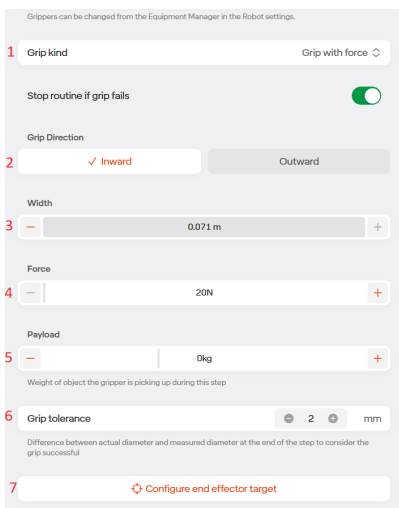 Grippers can be changed from the Equipment Manager in the Robot settings.
1 Grip kind Grip with force
Stop routine if grip fails
Grip Direction
2 ✓ Inward Outward
Width
3 − 0.071 m +
Force
4 − 20N +
Payload
5 − 0kg +
Weight of object the gripper is picking up during this step
6 Grip tolerance − 2 + mm
Difference between actual diameter and measured diameter at the end of the step to consider the
grip successful
7 Configure end effector target